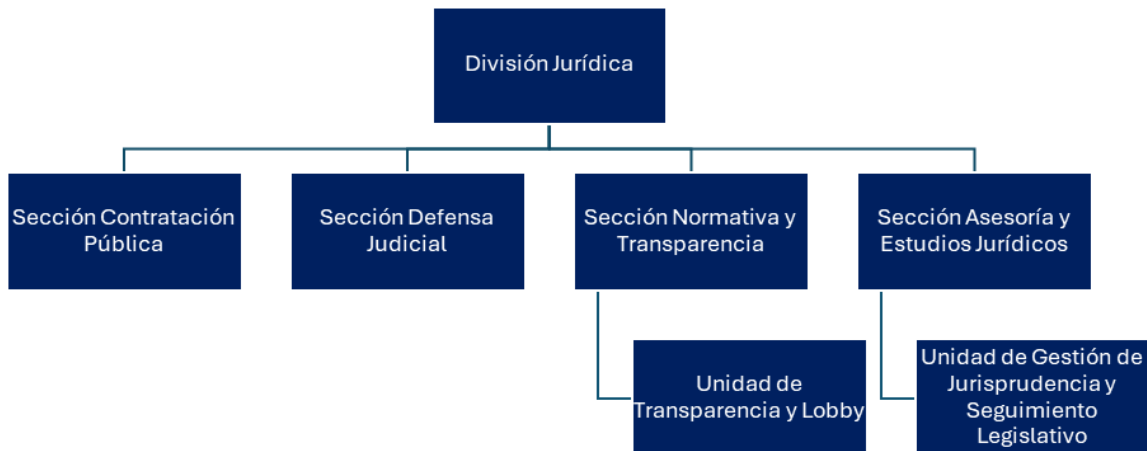 División Jurídica
Sección Contratación
Pública
Sección Defensa
Judicial
Sección Normativa y
Transparencia
Sección Asesoría y
Estudios Jurídicos
Unidad de
Transparencia y Lobby
Unidad de Gestión de
Jurisprudencia y
Seguimiento
Legislativo